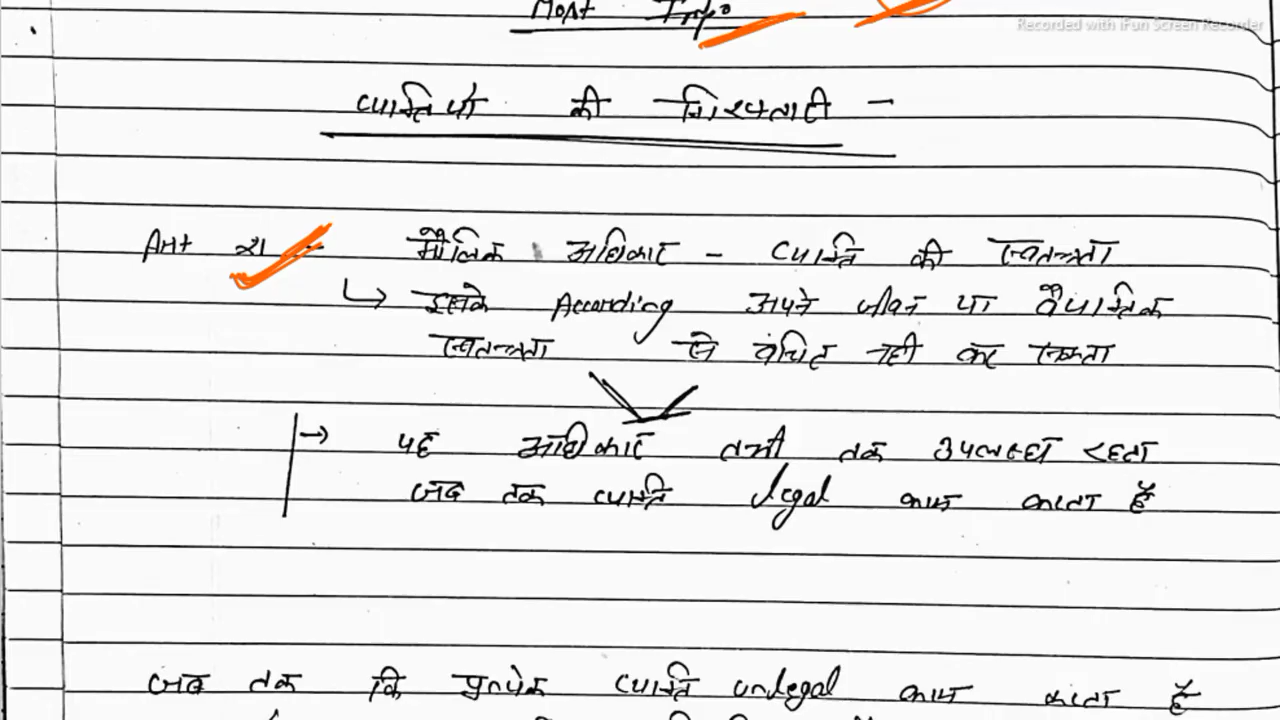 Most Imp
Recorded with iFun Screen Recorder
व्यक्तियों की गिरफ्तारी –
Art २१ – मौलिक अधिकार – व्यक्ति की स्वतन्त्रता
↳ इसके According अपने जीवन या वैयक्तिक
स्वतन्त्रता से वंचित नही कर सकता
→ यह अधिकार तभी तक उपलब्ध रहता
जब तक व्यक्ति legal काम करता है
जब तक कि प्रत्येक व्यक्ति unlegal काम करता है